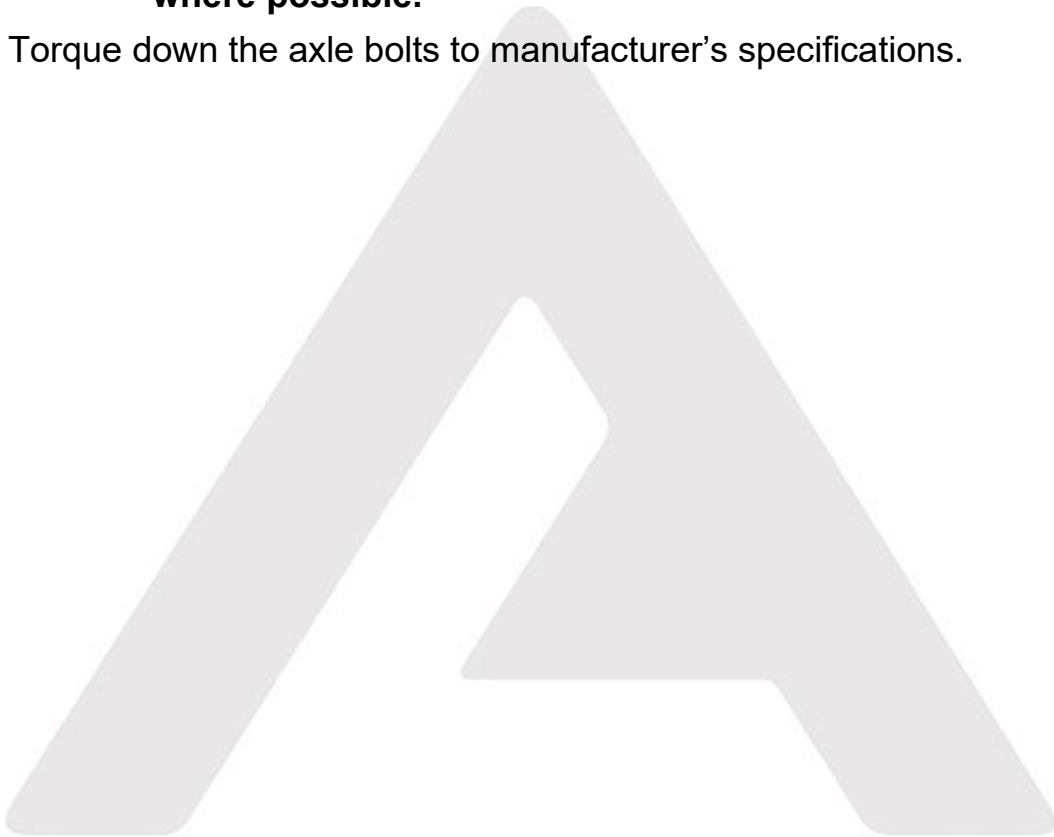 where possible.
Torque down the axle bolts to manufacturer’s specifications.